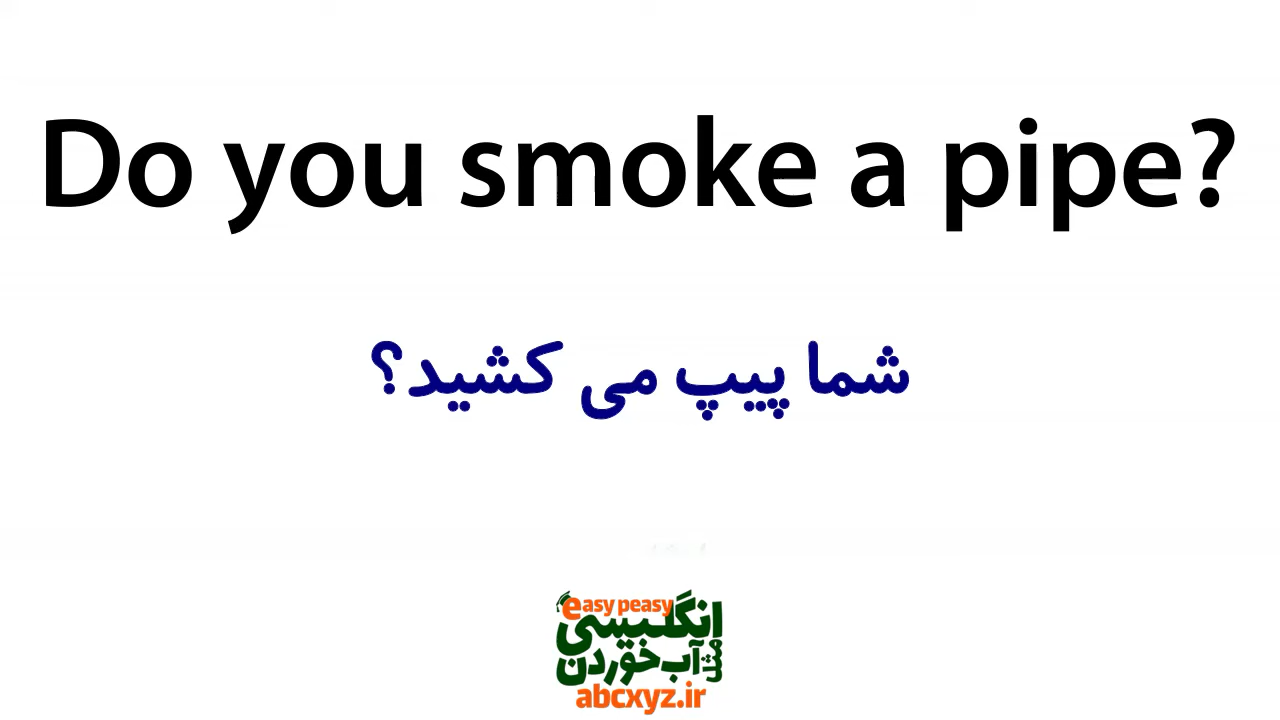 Do you smoke a pipe?
شما پیپ می کشید؟
easy peasy
انگلیسی
مثل آب خوردن
abcxyz.ir